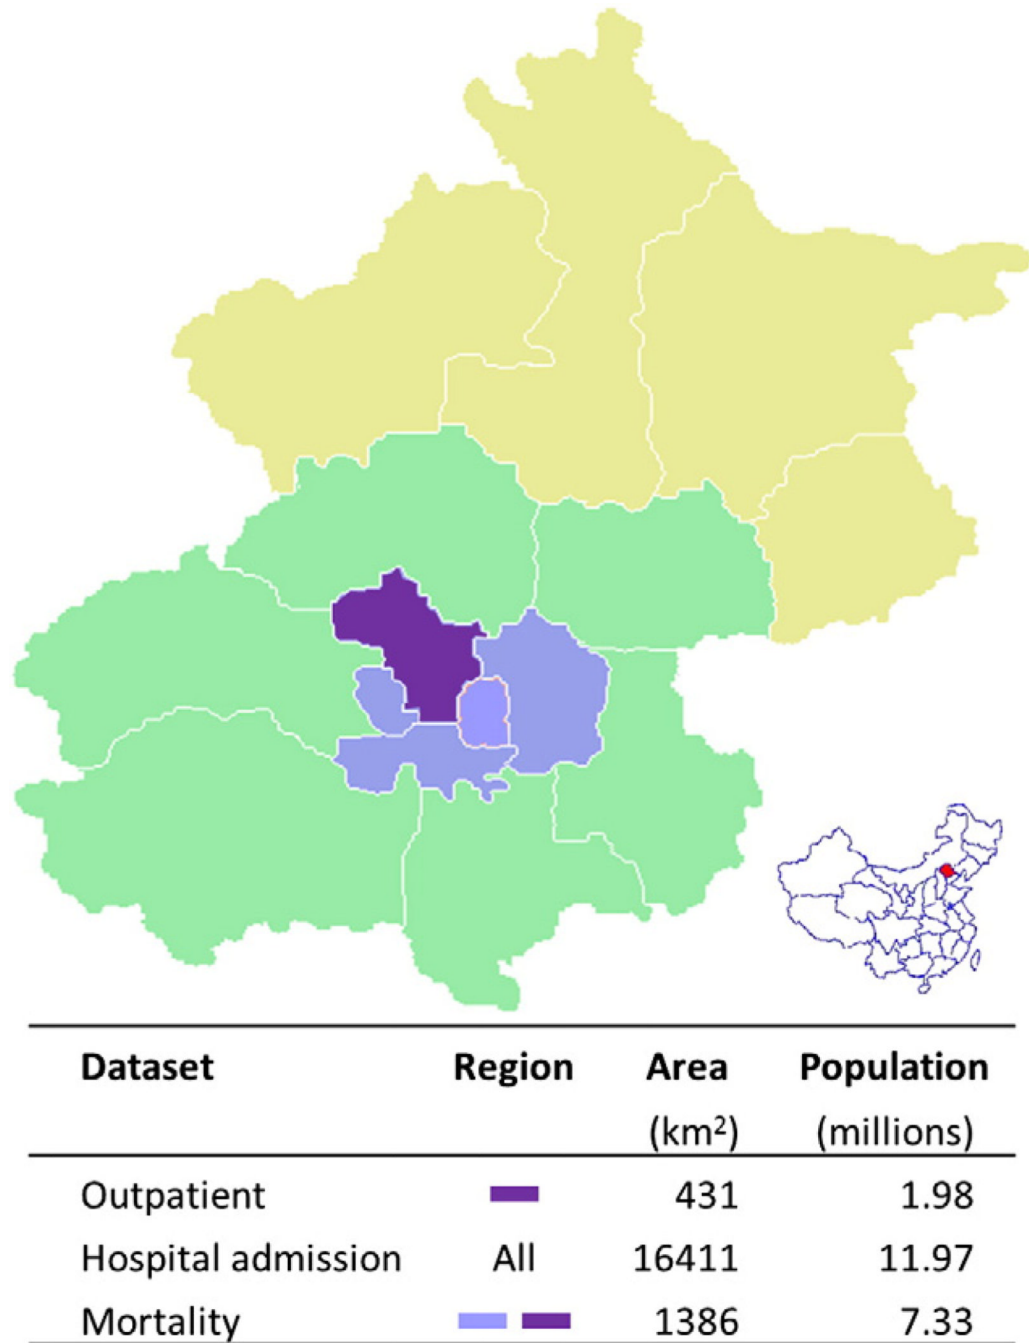 Dataset Region Area Population
(km²) (millions)
Outpatient 431 1.98
Hospital admission All 16411 11.97
Mortality 1386 7.33